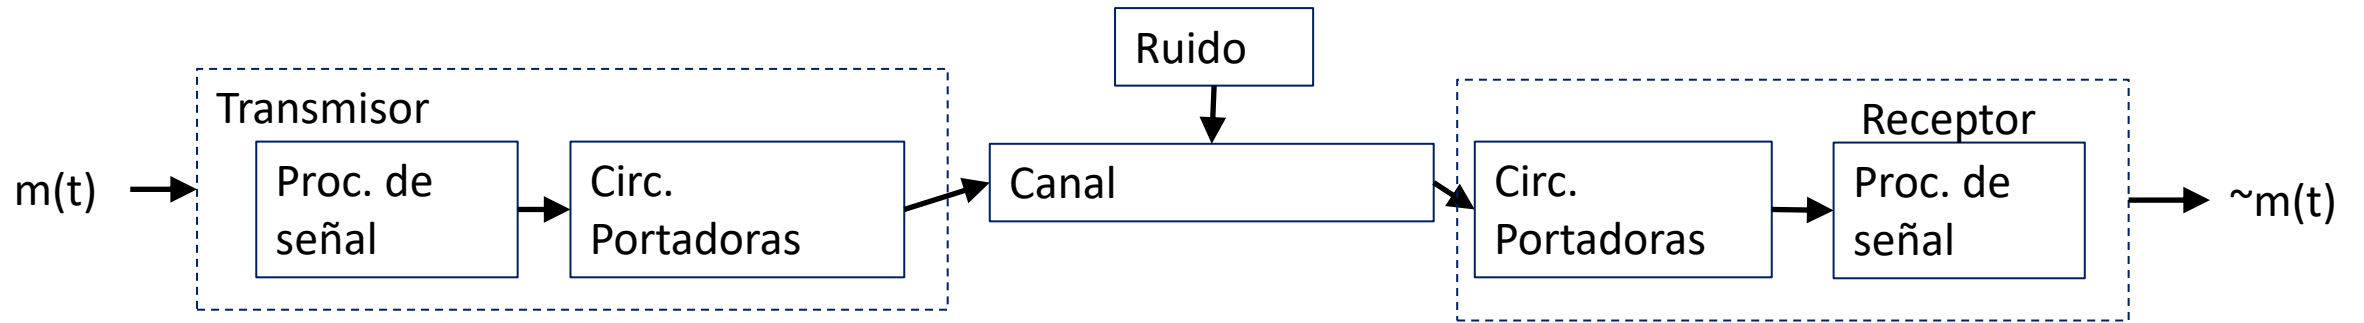 Ruido
Transmisor
Receptor
m(t)
Proc. de
señal
Circ.
Portadoras
Canal
Circ.
Portadoras
Proc. de
señal
~m(t)